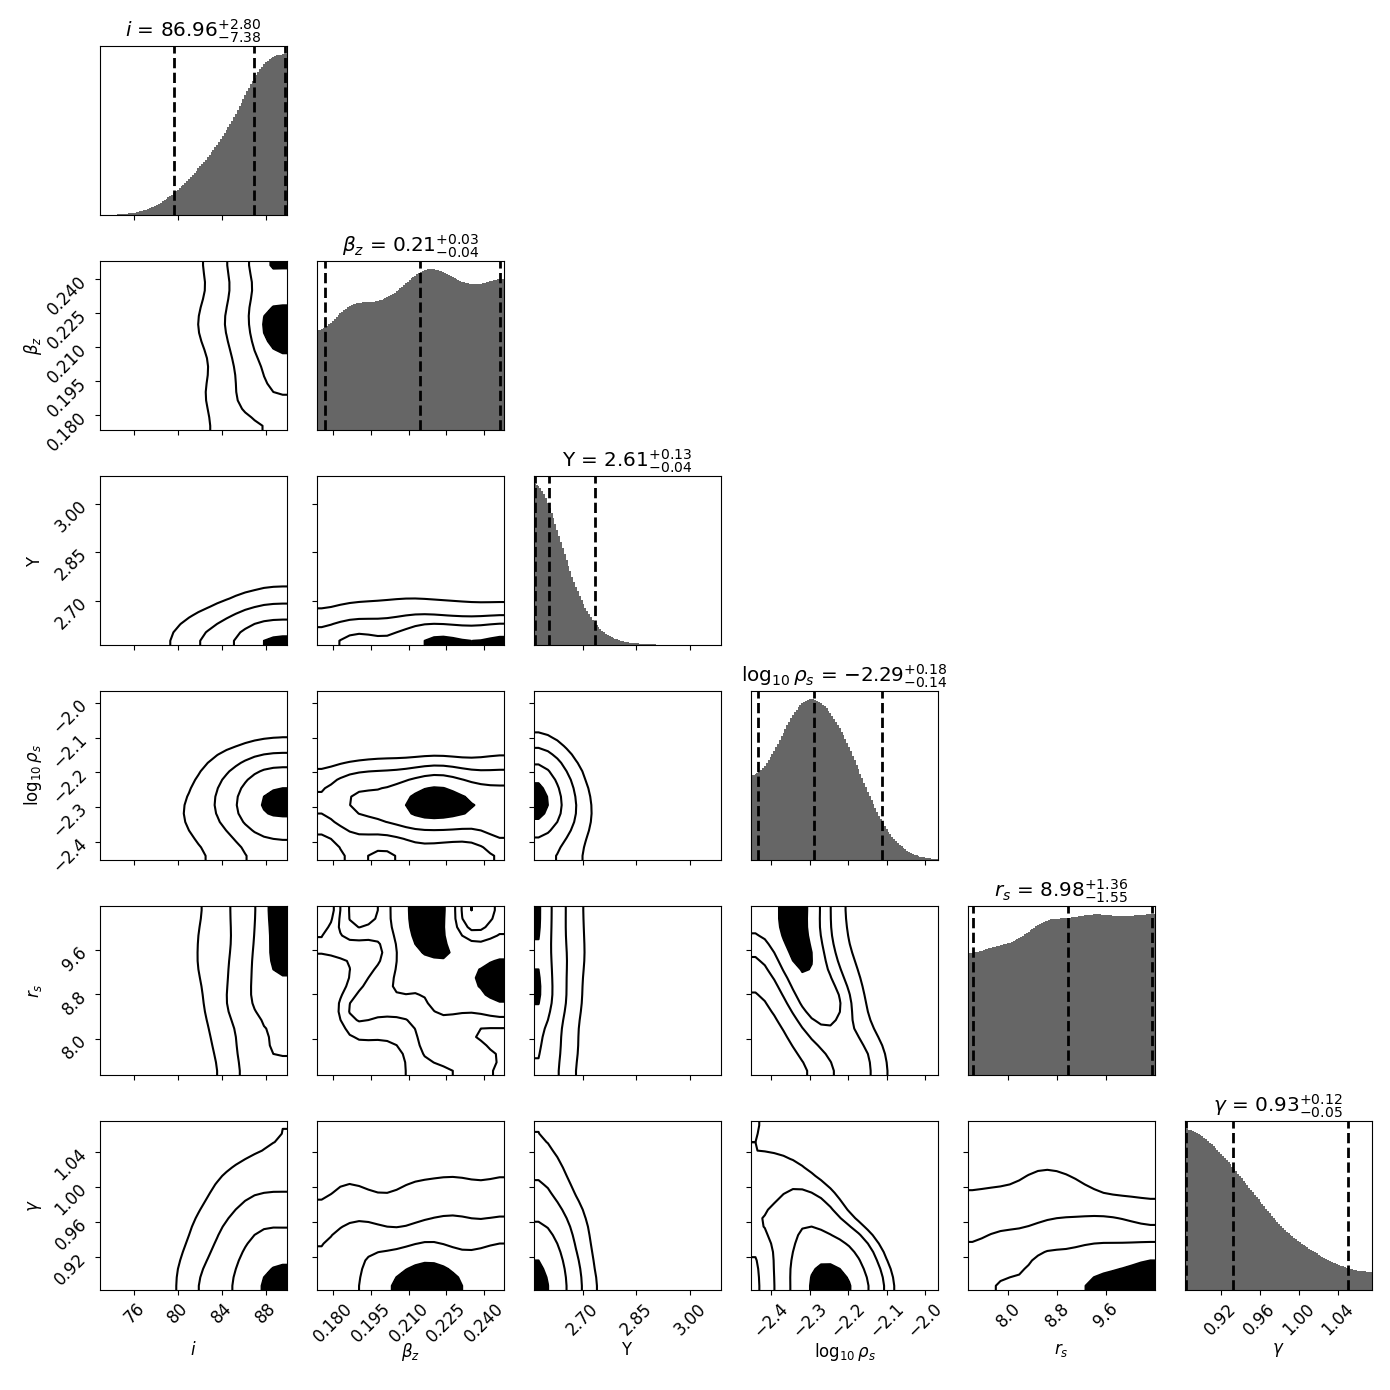 i = 86.96^{+2.80}_{-7.38}
β_z = 0.21^{+0.03}_{-0.04}
0.240
0.225
0.210
0.195
0.180
β_z
Y = 2.61^{+0.13}_{-0.04}
3.00
2.85
2.70
Y
log₁₀ ρ_s = −2.29^{+0.18}_{-0.14}
−2.0
−2.1
−2.2
−2.3
−2.4
log₁₀ ρ_s
r_s = 8.98^{+1.36}_{-1.55}
9.6
8.8
8.0
r_s
γ = 0.93^{+0.12}_{-0.05}
1.04
1.00
0.96
0.92
γ
76 80 84 88 0.180 0.195 0.210 0.225 0.240 2.70 2.85 3.00 −2.4 −2.3 −2.2 −2.1 −2.0 8.0 8.8 9.6 0.92 0.96 1.00 1.04
i β_z Y log₁₀ ρ_s r_s γ